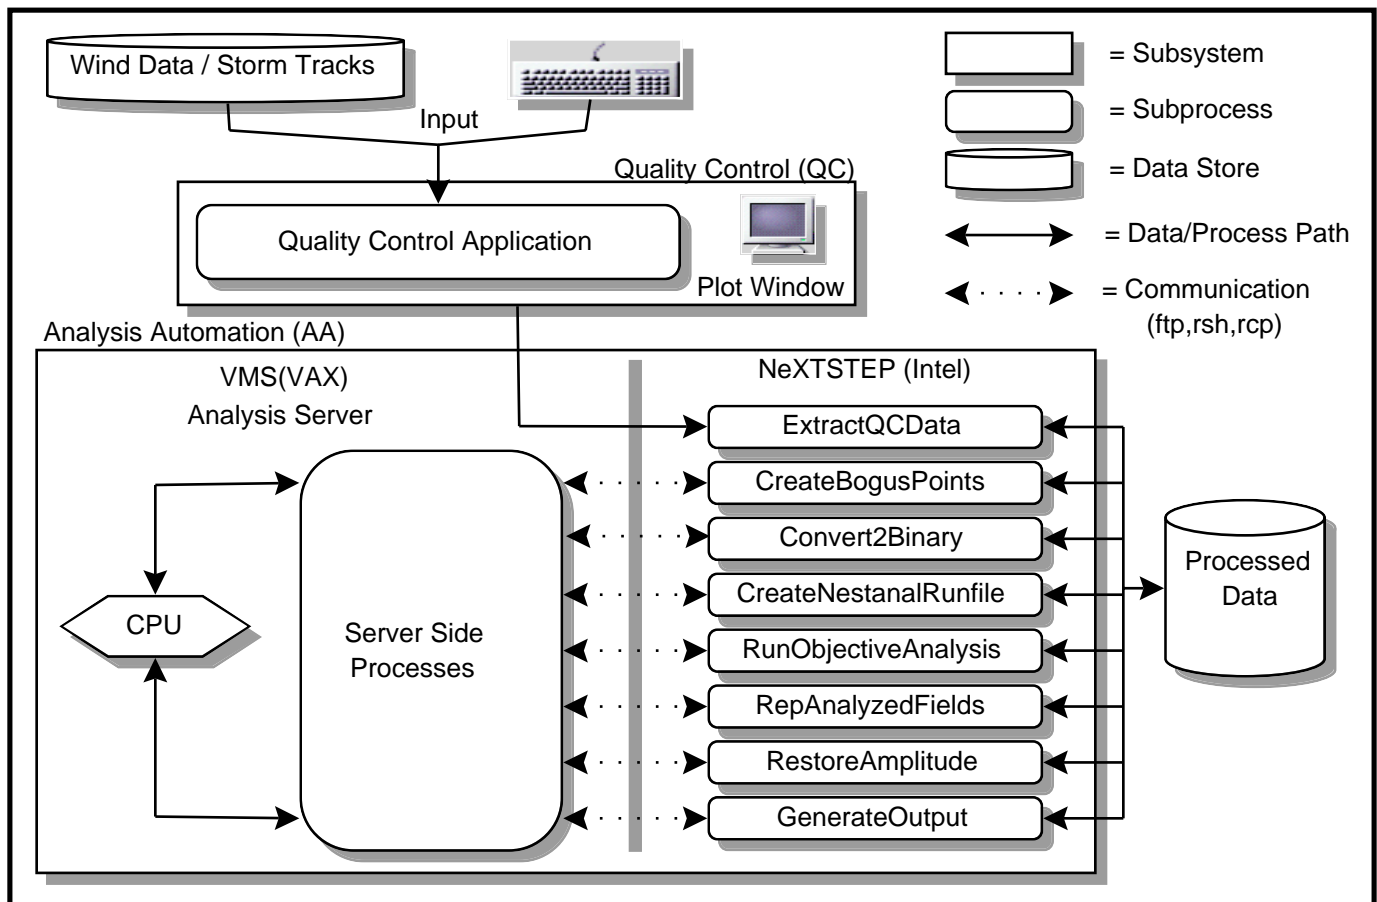 Wind Data / Storm Tracks
Input
= Subsystem
= Subprocess
= Data Store
= Data/Process Path
= Communication
(ftp,rsh,rcp)
Quality Control (QC)
Quality Control Application
Plot Window
Analysis Automation (AA)
VMS(VAX)
Analysis Server
NeXTSTEP (Intel)
CPU
Server Side
Processes
ExtractQCData
CreateBogusPoints
Convert2Binary
CreateNestanalRunfile
RunObjectiveAnalysis
RepAnalyzedFields
RestoreAmplitude
GenerateOutput
Processed
Data